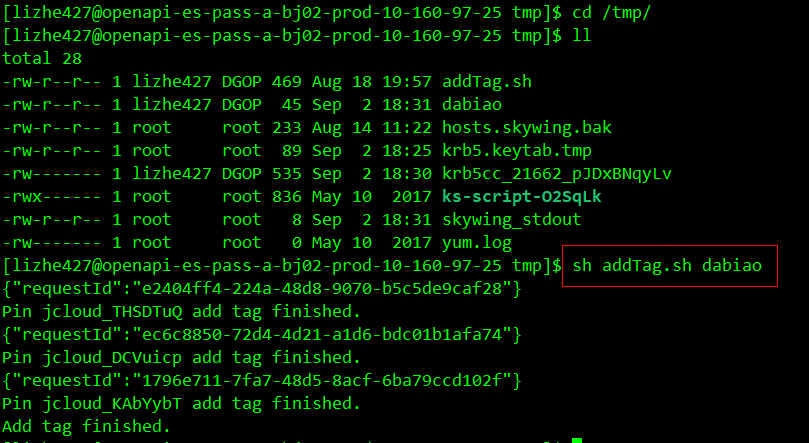 [lizhe427@openapi-es-pass-a-bj02-prod-10-160-97-25 tmp]$ cd /tmp/
[lizhe427@openapi-es-pass-a-bj02-prod-10-160-97-25 tmp]$ ll
total 28
-rw-r--r-- 1 lizhe427 DGOP 469 Aug 18 19:57 addTag.sh
-rw-r--r-- 1 lizhe427 DGOP  45 Sep  2 18:31 dabiao
-rw-r--r-- 1 root     root 233 Aug 14 11:22 hosts.skywing.bak
-rw-r--r-- 1 root     root  89 Sep  2 18:25 krb5.keytab.tmp
-rw------- 1 lizhe427 DGOP 535 Sep  2 18:30 krb5cc_21662_pJDxBNqyLv
-rwx------ 1 root     root 836 May 10  2017 ks-script-O2SqLk
-rw-r--r-- 1 root     root   8 Sep  2 18:31 skywing_stdout
-rw------- 1 root     root   0 May 10  2017 yum.log
[lizhe427@openapi-es-pass-a-bj02-prod-10-160-97-25 tmp]$ sh addTag.sh dabiao
{"requestId":"e2404ff4-224a-48d8-9070-b5c5de9caf28"}
Pin jcloud_THSDTuQ add tag finished.
{"requestId":"ec6c8850-72d4-4d21-a1d6-bdc01b1afa74"}
Pin jcloud_DCVuicp add tag finished.
{"requestId":"1796e711-7fa7-48d5-8acf-6ba79ccd102f"}
Pin jcloud_KAbYybT add tag finished.
Add tag finished.